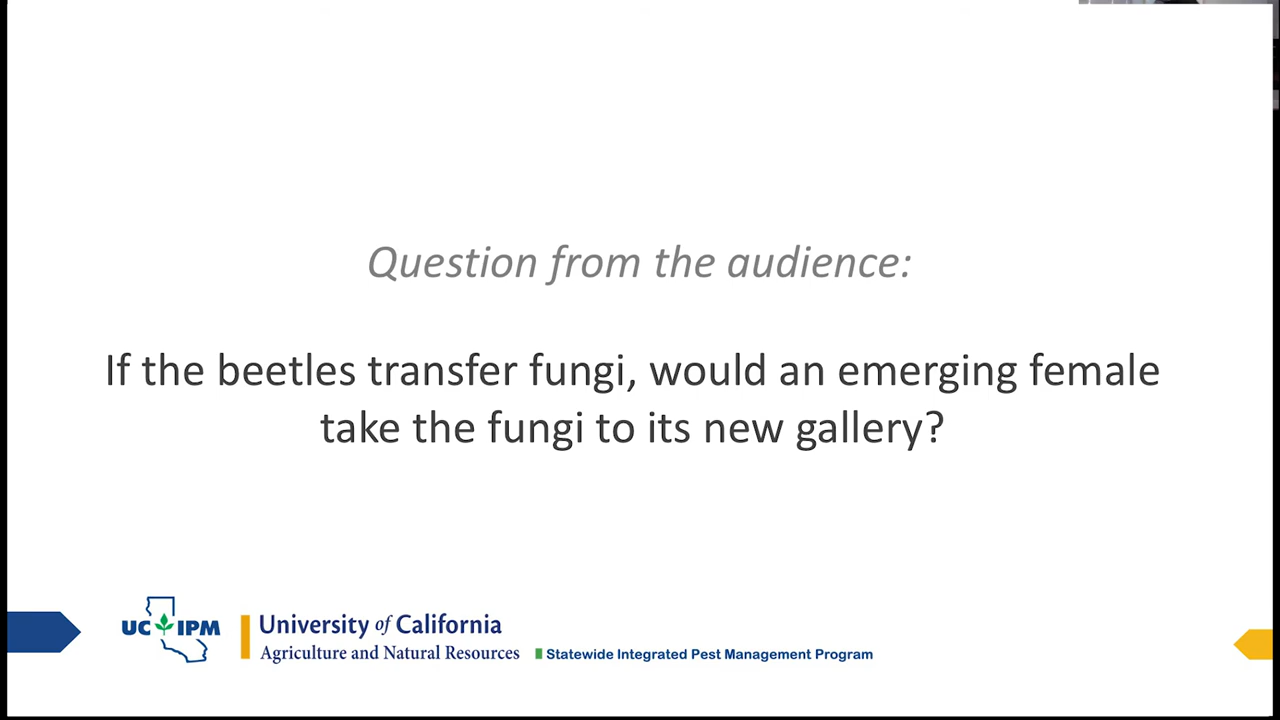 Question from the audience:
If the beetles transfer fungi, would an emerging female
take the fungi to its new gallery?
UC IPM
University of California
Agriculture and Natural Resources
Statewide Integrated Pest Management Program